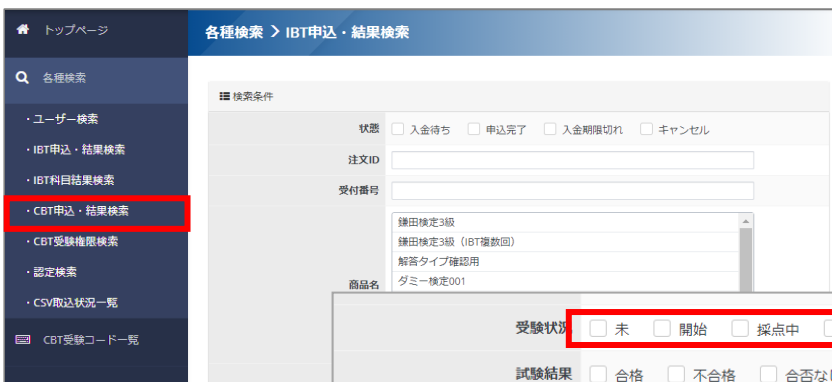 トップページ
各種検索
・ユーザー検索
・IBT申込・結果検索
・IBT科目結果検索
・CBT申込・結果検索
・CBT受験権限検索
・認定検索
・CSV取込状況一覧
CBT受験コード一覧
各種検索 > IBT申込・結果検索
検索条件
状態 入金待ち 申込完了 入金期限切れ キャンセル
注文ID
受付番号
商品名
鎌田検定3級
鎌田検定3級（IBT複数回）
解答タイプ確認用
ダミー検定001
受験状況 未 開始 採点中
試験結果 合格 不合格 合否なし